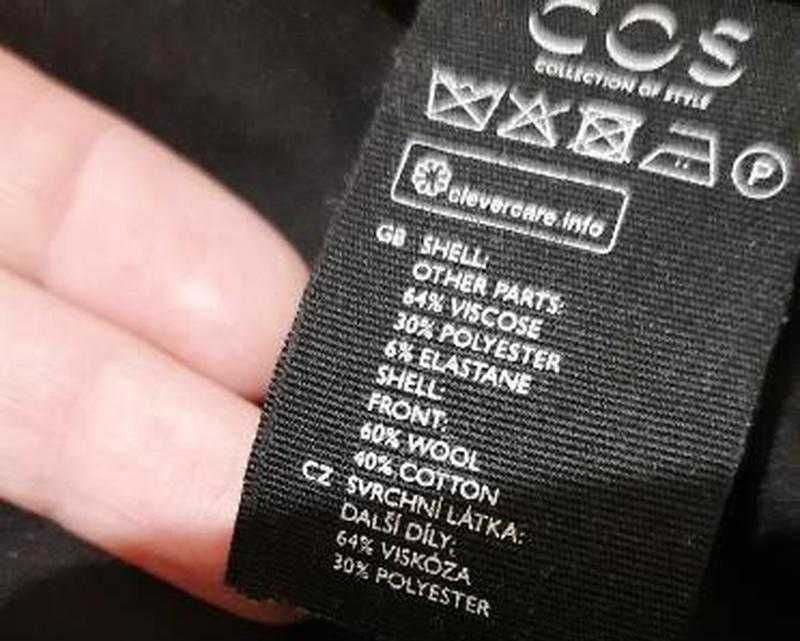 COS
COLLECTION OF STYLE
P
clevercare.info
GB SHELL:
OTHER PARTS:
64% VISCOSE
30% POLYESTER
6% ELASTANE
SHELL:
FRONT:
60% WOOL
40% COTTON
CZ SVRCHNÍ LÁTKA:
DALŠÍ DÍLY:
64% VISKÓZA
30% POLYESTER